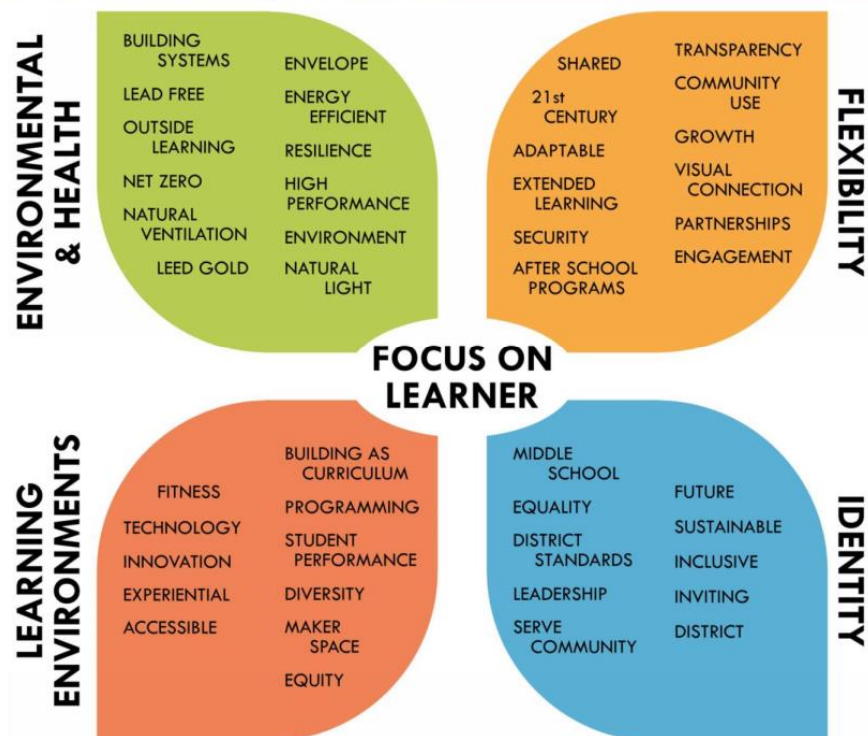 ENVIRONMENTAL
& HEALTH
BUILDING
SYSTEMS
LEAD FREE
OUTSIDE
LEARNING
NET ZERO
NATURAL
VENTILATION
LEED GOLD
ENVELOPE
ENERGY
EFFICIENT
RESILIENCE
HIGH
PERFORMANCE
ENVIRONMENT
NATURAL
LIGHT
SHARED
21st
CENTURY
ADAPTABLE
EXTENDED
LEARNING
SECURITY
AFTER SCHOOL
PROGRAMS
TRANSPARENCY
COMMUNITY
USE
GROWTH
VISUAL
CONNECTION
PARTNERSHIPS
ENGAGEMENT
FLEXIBILITY
FOCUS ON
LEARNER
LEARNING
ENVIRONMENTS
FITNESS
TECHNOLOGY
INNOVATION
EXPERIENTIAL
ACCESSIBLE
BUILDING AS
CURRICULUM
PROGRAMMING
STUDENT
PERFORMANCE
DIVERSITY
MAKER
SPACE
EQUITY
MIDDLE
SCHOOL
EQUALITY
DISTRICT
STANDARDS
LEADERSHIP
SERVE
COMMUNITY
FUTURE
SUSTAINABLE
INCLUSIVE
INVITING
DISTRICT
IDENTITY